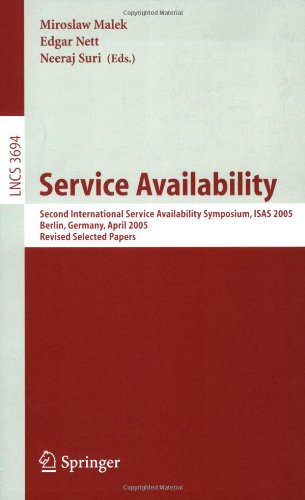 Miroslaw Malek
Edgar Nett
Neeraj Suri (Eds.)
LNCS 3694
Service Availability
Second International Service Availability Symposium, ISAS 2005
Berlin, Germany, April 2005
Revised Selected Papers
Springer